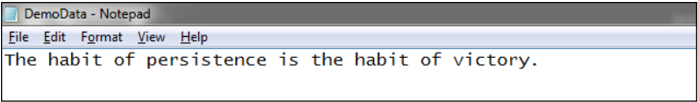 DemoData - Notepad
File Edit Format View Help
The habit of persistence is the habit of victory.